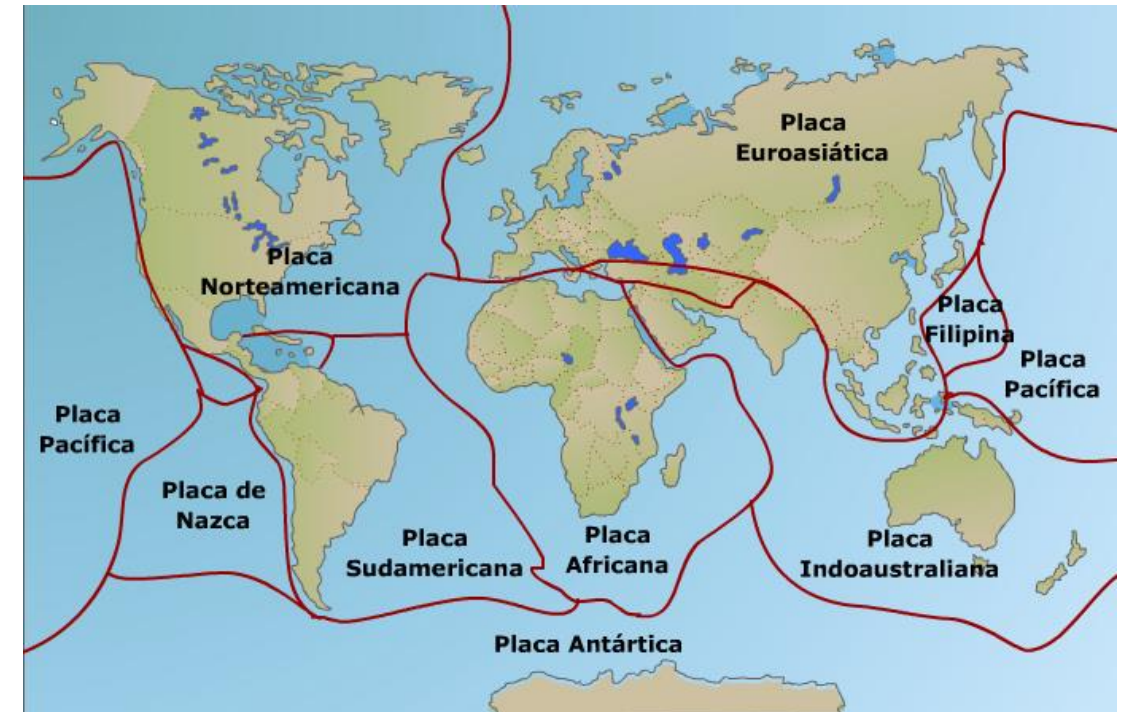 Placa
Euroasiática
Placa
Norteamericana
Placa
Filipina
Placa
Pacífica
Placa
Pacífica
Placa de
Nazca
Placa
Sudamericana
Placa
Africana
Placa
Indoaustraliana
Placa Antártica